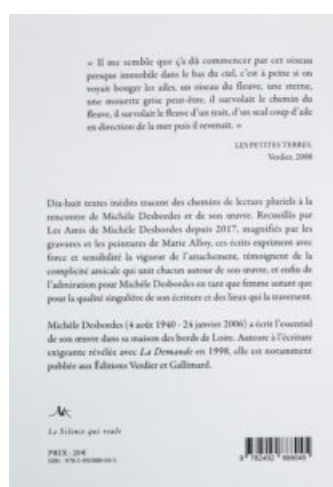 « Il me semble que ç'a dû commencer par cet oiseau
presque immobile dans le bas du ciel, c'est à peine si on
voyait bouger les ailes, un oiseau du fleuve, une sterne,
une mouette grise peut-être, il survolait le chemin du
fleuve, il survolait le fleuve d'un trait, d'un seul coup d'aile
en direction de la mer puis il revenait. »
LES PETITES TERRES,
Verdier, 2008
Dix-huit textes inédits tracent des chemins de lecture pluriels à la
rencontre de Michèle Desbordes et de son œuvre. Recueillis par
Les Amis de Michèle Desbordes depuis 2017, magnifiés par les
gravures et les peintures de Marie Alloy, ces écrits expriment avec
force et sensibilité la vigueur de l'attachement, témoignent de la
complicité amicale qui unit chacun autour de son œuvre, et enfin de
l'admiration pour Michèle Desbordes en tant que femme autant que
pour la qualité singulière de son écriture et des lieux qui la traversent.
Michèle Desbordes (4 août 1940 - 24 janvier 2006) a écrit l'essentiel
de son œuvre dans sa maison des bords de Loire. Auteure à l'écriture
exigeante révélée avec La Demande en 1998, elle est notamment
publiée aux Éditions Verdier et Gallimard.
Le Silence qui roule
PRIX : 20 €